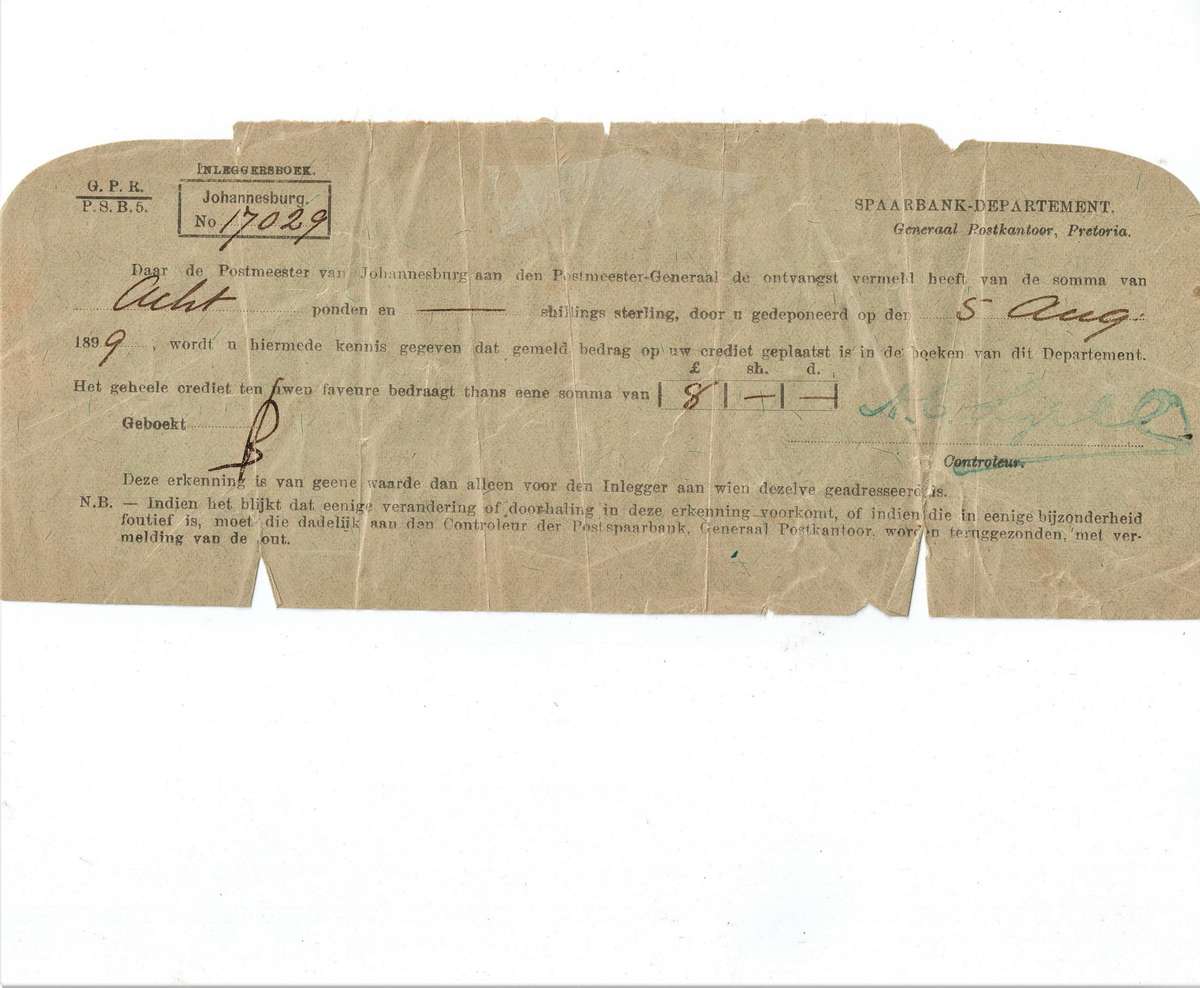 INLEGGERSBOEK.
G. P. K.
P. S. B. 5.
Johannesburg.
No 17029
SPAARBANK-DEPARTEMENT.
Generaal Postkantoor, Pretoria.
Daar de Postmeester van Johannesburg aan den Postmeester-Generaal de ontvangst vermeld heeft van de somma van
Acht ponden en — shillings sterling, door u gedeponeerd op den 5 Aug.
1899, wordt u hiermede kennis gegeven dat gemeld bedrag op uw crediet geplaatst is in de boeken van dit Departement.
£ sh. d.
Het geheele crediet ten uwen faveure bedraagt thans eene somma van 8 — —
Geboekt
Controleur.
Deze erkenning is van geene waarde dan alleen voor den Inlegger aan wien dezelve geadresseerd is.
N.B. — Indien het blijkt dat eenige verandering of doorhaling in deze erkenning voorkomt, of indien die in eenige bijzonderheid
foutief is, moet die dadelijk aan den Controleur der Postspaarbank, Generaal Postkantoor, worden teruggezonden, met ver-
melding van de out.